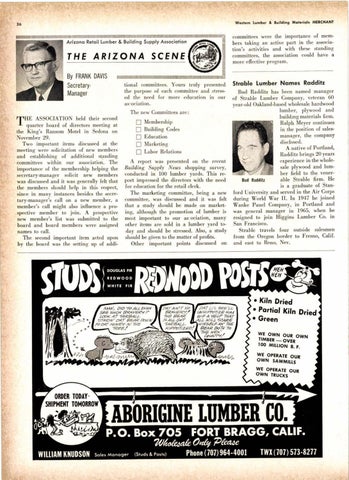 36
Western Lumber & Building Materials MERCHANT
Arizona Retail Lumber & Building Supply Association
THE ARIZONA SCENE
By FRANK DAVIS
Secretary-
Manager
THE ASSOCIATION held their second
quarter board of directors meeting at
the King's Ransom Inn in Sedona on
November 29.
Two important items discussed at the
meeting were solicitation of new members
and establishing of additional standing
committees within our association. The
importance of the membership helping the
secretary-manager solicit new members
was discussed and it was generally felt that
the members should help in this respect,
since in many instances besides the secre-
tary-manager's call on a new member, a
member's call might also influence a pro-
spective member to join. A prospective
member's list was submitted to the board
and board members were assigned
names to call.
The second important item acted upon
by the board was the setting up of addi-
tional committees. Yours truly presented
the purpose of each committee and stress-
ed the need for more education in our
association.
The new Committees are:
Membership
Building Codes
Education
Marketing
Labor Relations
A report was presented on the recent
Building Supply News shopping survey
conducted in 100 lumber yards. This re-
port impressed the directors with the need
for education for the retail clerk.
The marketing committee, being a new
committee, was discussed and it was felt
that a study should be made on market-
ing, although the promotion of lumber is
most important to our association, many
other items are sold in a lumber yard to-
day and should be stressed. Also, a study
should be given to the matter of profits.
Other important points discussed on
committees were the importance of mem-
bers taking an active part in the associa-
tion's activities and with these standing
committees, the association could have a
more effective program.
Strable Lumber Names Radditz
Bud Radditz has been named manager
of Strable Lumber Company, veteran 60
year-old Oakland-based wholesale hardwood
lumber, plywood and
building materials firm.
Ralph Meyer continues
in the position of sales-
manager, the company
disclosed.
A native of Portland,
Radditz brings 20 years
experience in the whole-
sale plywood and lum-
ber field to the vener-
able Strable firm. He
is a graduate of Stan-
Bud Radditz
ford University and served in the Air Corps
during World War II. In 1947 he joined
Wanke Panel Company, in Portland and
was general manager in 1965, when he
resigned to join Higgins Lumber Co. in
San Francisco.
Strable travels four outside salesmen
from the Oregon border to Fresno, Calif.
and east to Reno, Nev.
STUDS
DOUGLAS FIR
REDWOOD
WHITE FIR
REDWOOD POSTS
• Kiln Dried
• Partial Kiln Dried
• Green
WE OWN OUR OWN
TIMBER — OVER
100 MILLION B. F.
WE OPERATE OUR
OWN SAWMILLS
WE OPERATE OUR
OWN TRUCKS
ORDER TODAY-
SHIPMENT TOMORROW
ABORIGINE LUMBER CO.
P.O. Box 705 FORT BRAGG, CALIF.
Wholesale Only Please
WILLIAM KNUDSON Sales Manager (Studs & Posts)
Phone (707) 964-4001 TWX (707) 573-8277